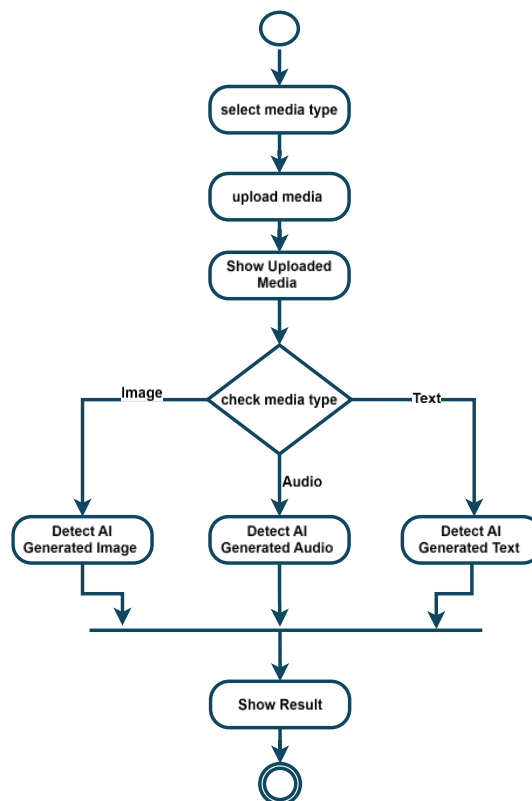 select media type
upload media
Show Uploaded
Media
check media type
Image
Text
Audio
Detect AI
Generated Image
Detect AI
Generated Audio
Detect AI
Generated Text
Show Result